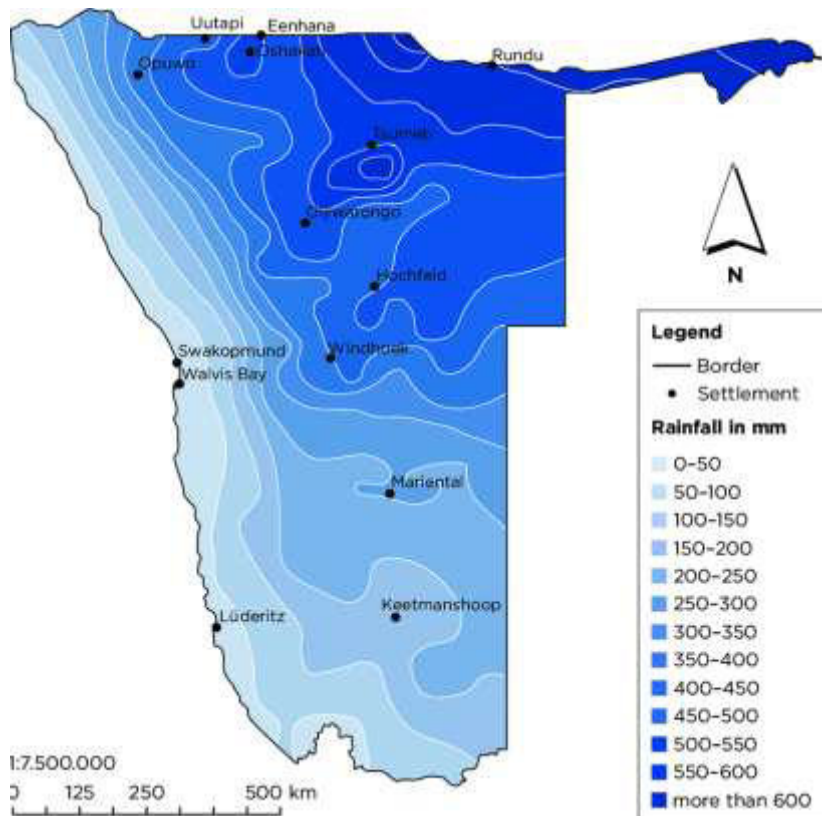 Uutapi
Eenhana
Oshakati
Opuwo
Rundu
Tsumeb
Otjiwarongo
Hochfeld
N
Swakopmund
Windhoek
Walvis Bay
Mariental
Keetmanshoop
Lüderitz
Legend
Border
Settlement
Rainfall in mm
0-50
50-100
100-150
150-200
200-250
250-300
300-350
350-400
400-450
450-500
500-550
550-600
more than 600
1:7.500.000
0 125 250 500 km